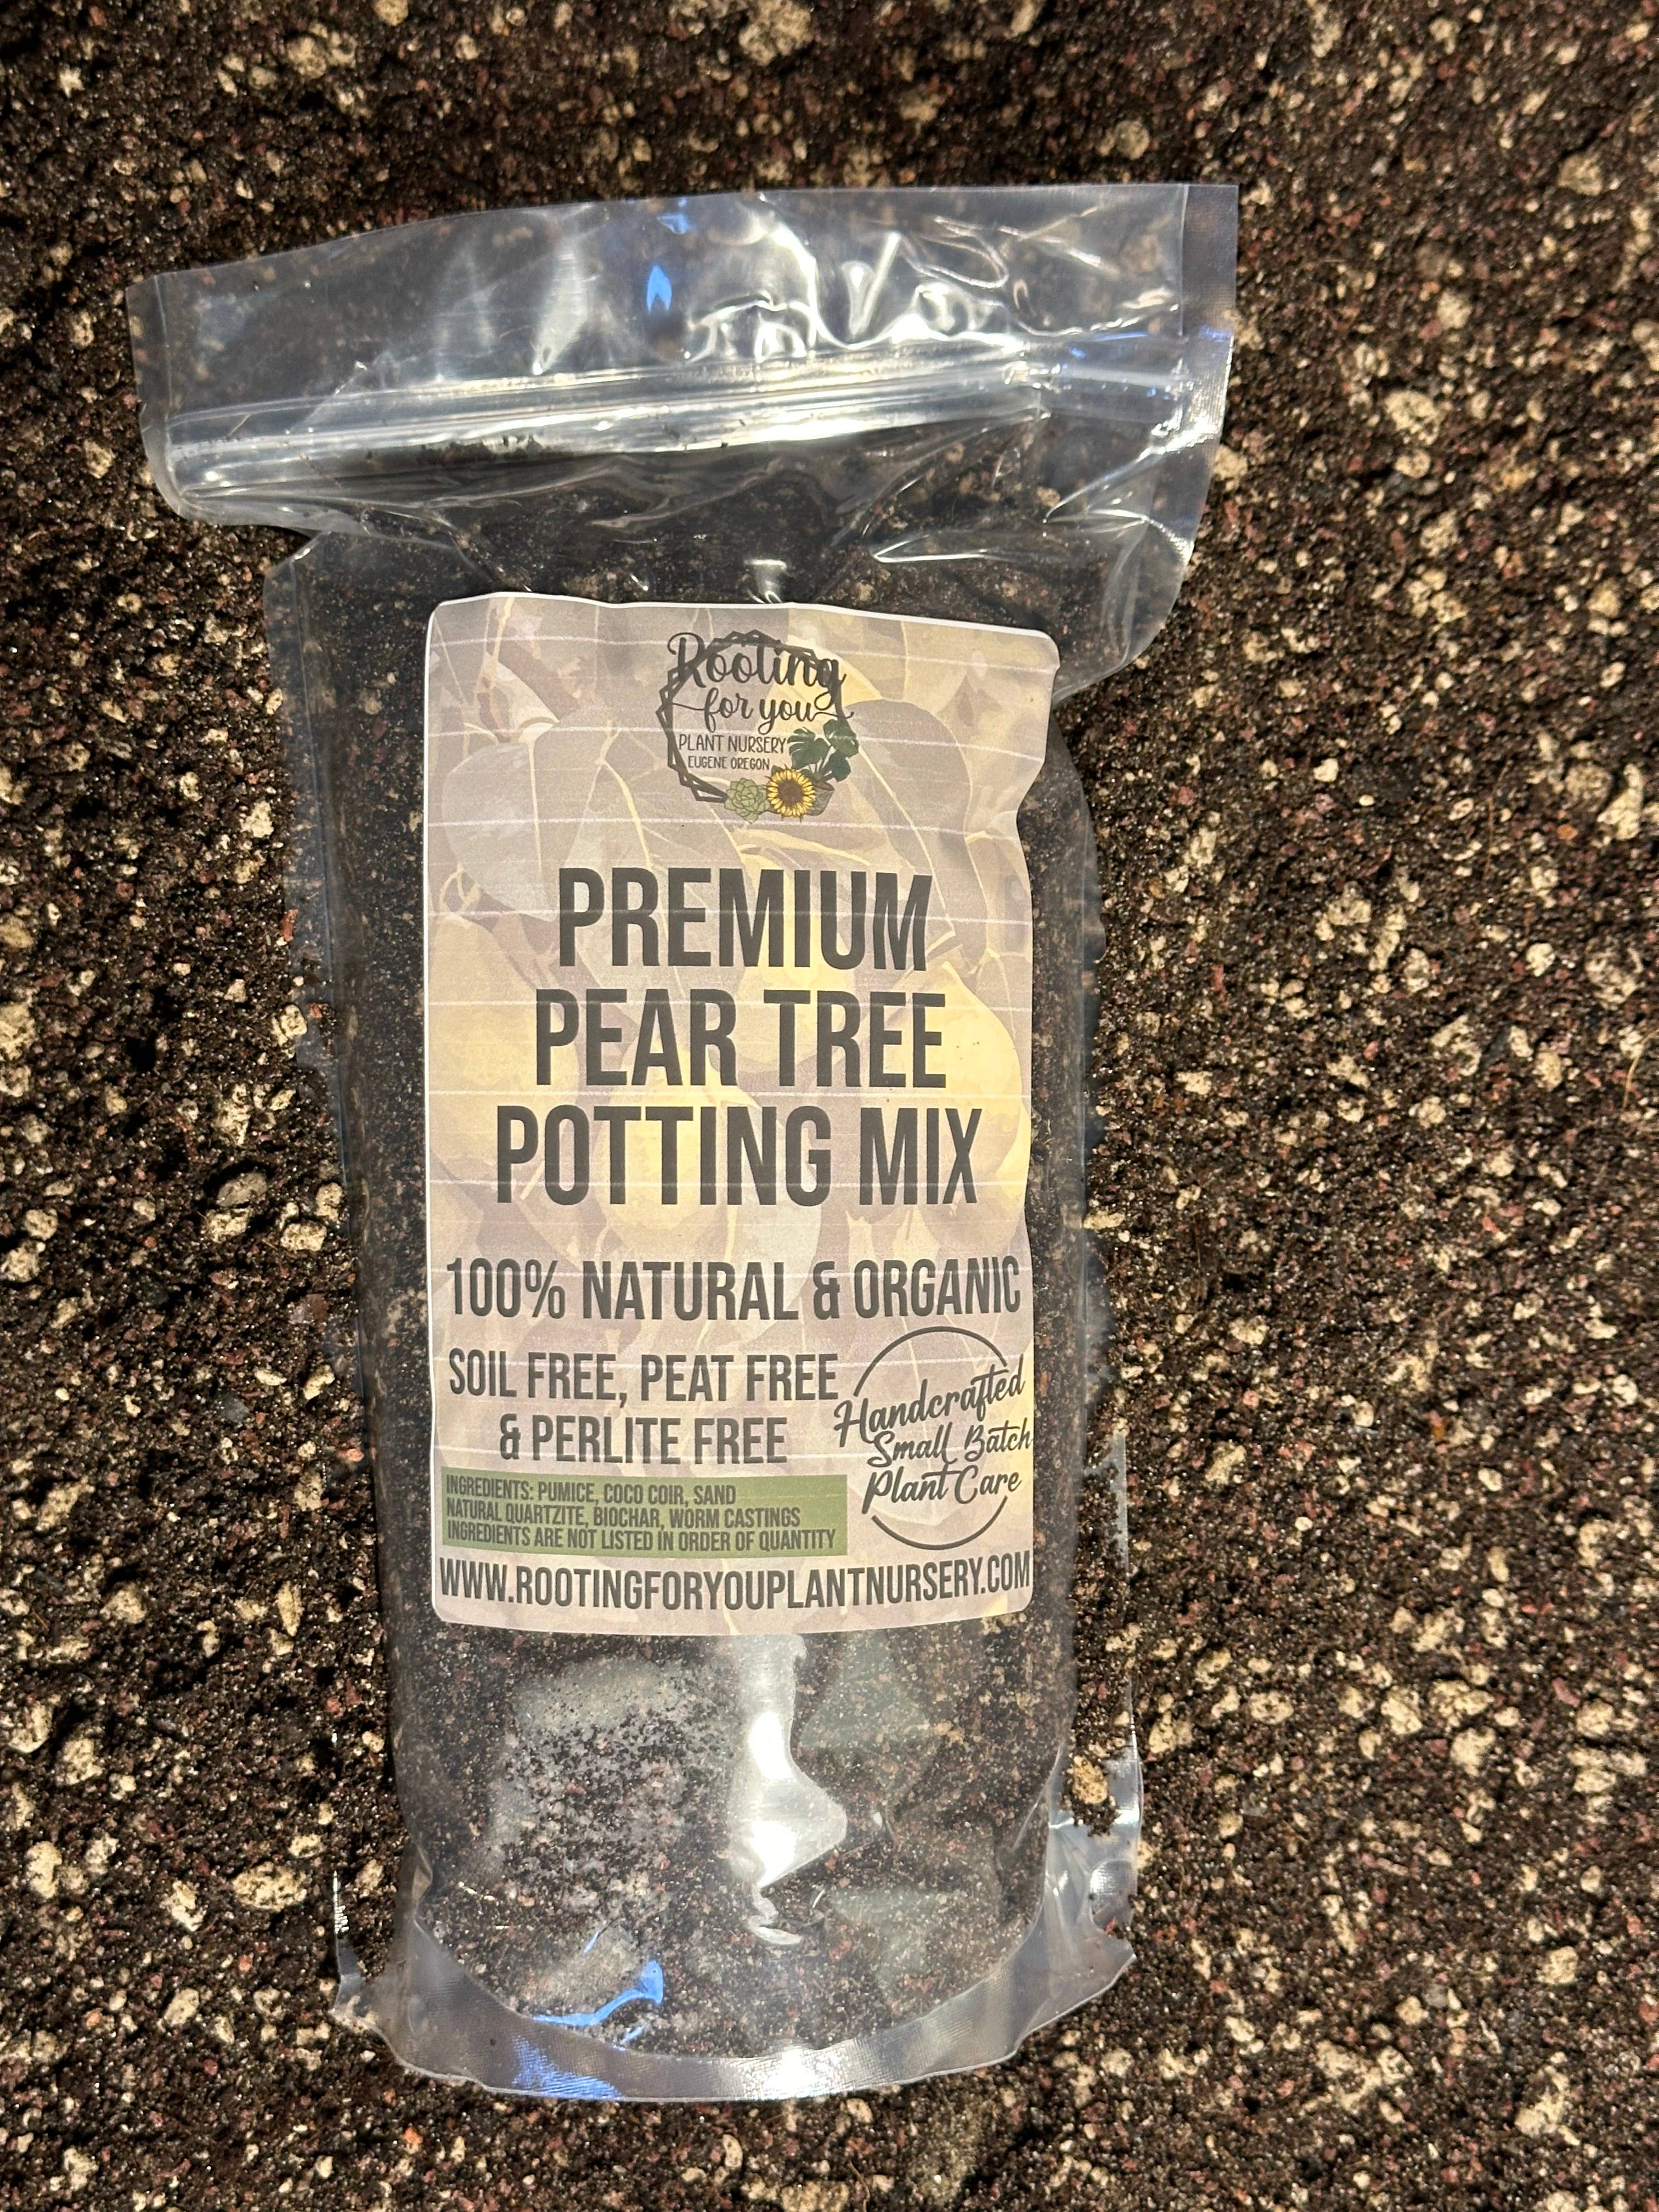 Rooting
for you
PLANT NURSERY
EUGENE OREGON
PREMIUM
PEAR TREE
POTTING MIX
100% NATURAL & ORGANIC
SOIL FREE, PEAT FREE
& PERLITE FREE
Handcrafted
Small Batch
Plant Care
INGREDIENTS: PUMICE, COCO COIR, SAND
NATURAL QUARTZITE, BIOCHAR, WORM CASTINGS
INGREDIENTS ARE NOT LISTED IN ORDER OF QUANTITY
WWW.ROOTINGFORYOUPLANTNURSERY.COM